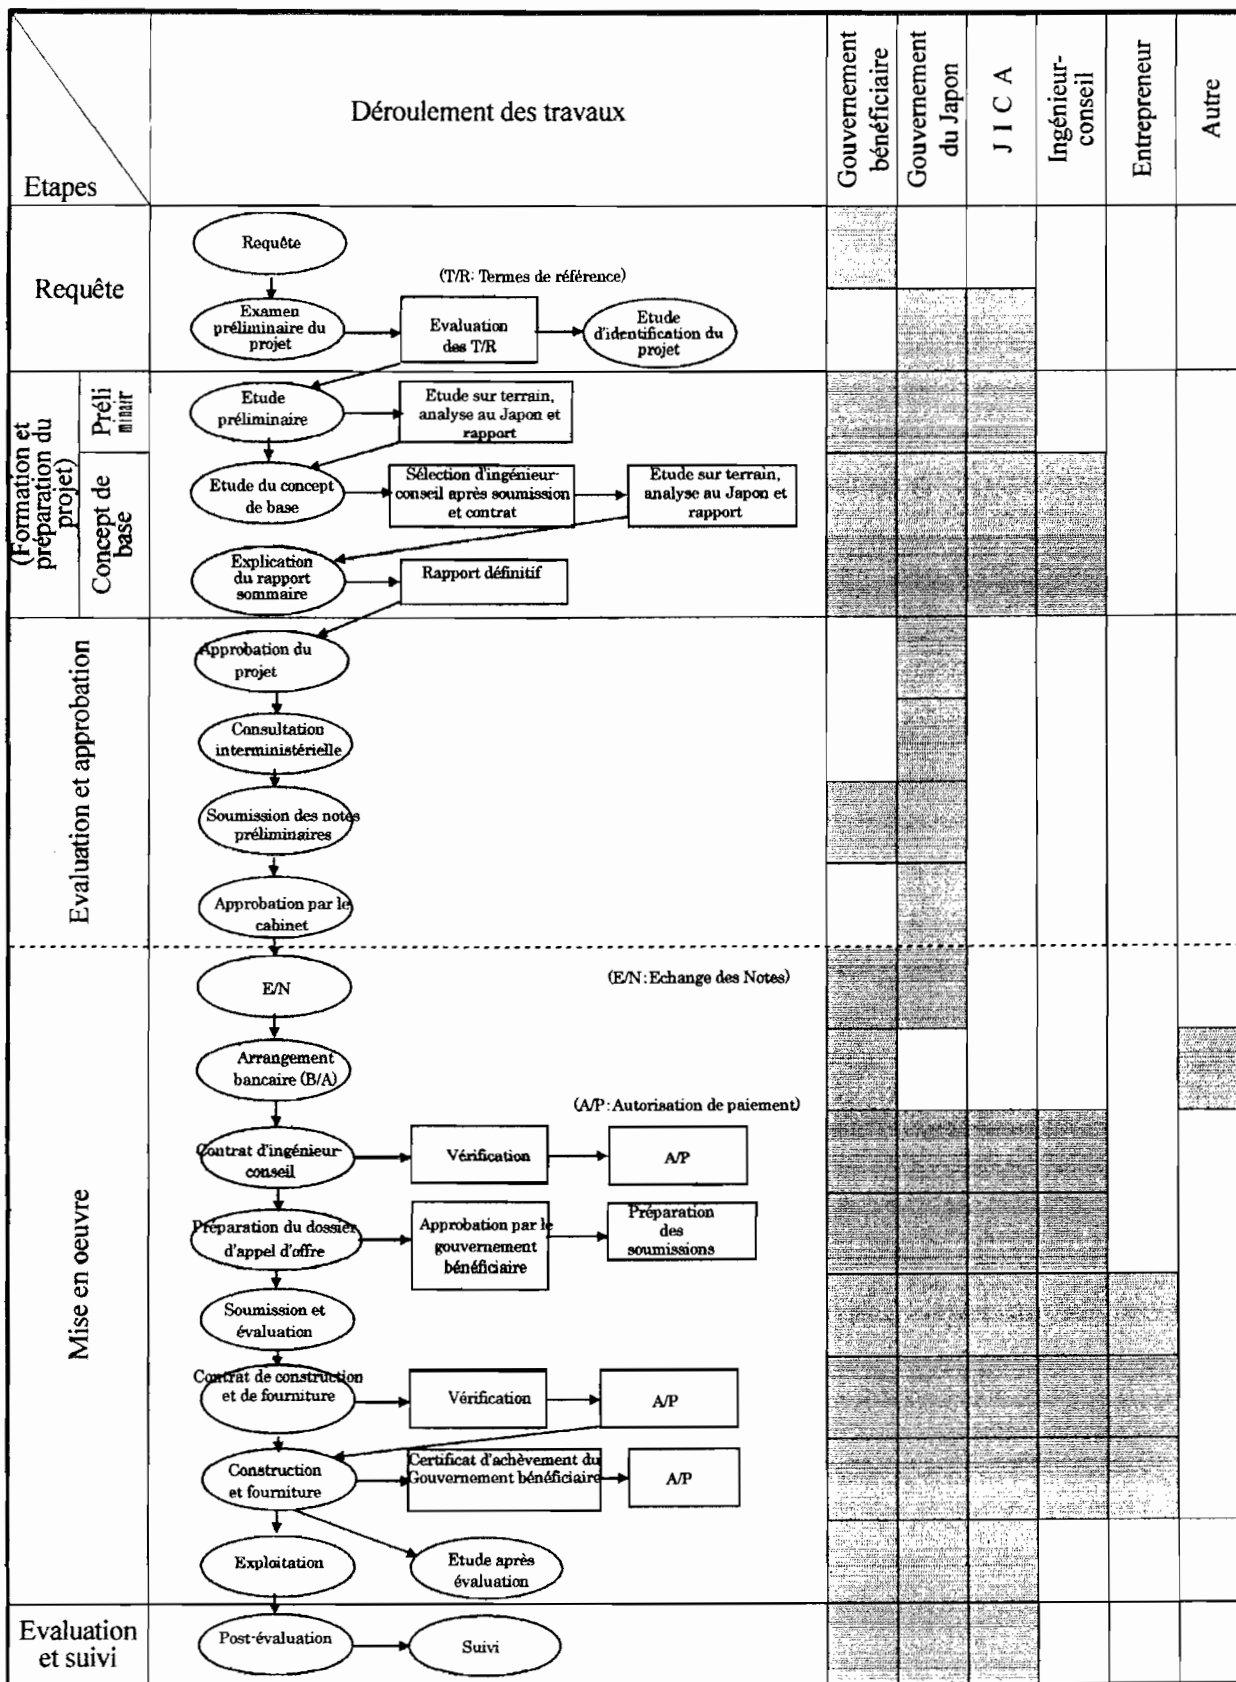 Etapes
Déroulement des travaux
Gouvernement
bénéficiaire
Gouvernement
du Japon
J I C A
Ingénieur-
conseil
Entrepreneur
Autre
Requête
Requête
(T/R: Termes de référence)
Examen
préliminaire du
projet
Evaluation
des T/R
Etude
d'identification du
projet
(Formation et
préparation du
projet)
Préli
minair
Etude
préliminaire
Etude sur terrain,
analyse au Japon et
rapport
Concept de
base
Etude du concept
de base
Sélection d'ingénieur-
conseil après soumission
et contrat
Etude sur terrain,
analyse au Japon et
rapport
Explication
du rapport
sommaire
Rapport définitif
Evaluation et approbation
Approbation du
projet
Consultation
interministérielle
Soumission des notes
préliminaires
Approbation par le
cabinet
Mise en oeuvre
E/N
(E/N: Echange des Notes)
Arrangement
bancaire (B/A)
(A/P: Autorisation de paiement)
Contrat d'ingénieur-
conseil
Vérification
A/P
Préparation du dossier
d'appel d'offre
Approbation par le
gouvernement
bénéficiaire
Préparation
des
soumissions
Soumission et
évaluation
Contrat de construction
et de fourniture
Vérification
A/P
Construction
et fourniture
Certificat d'achèvement du
Gouvernement bénéficiaire
A/P
Exploitation
Etude après
évaluation
Evaluation
et suivi
Post-évaluation
Suivi